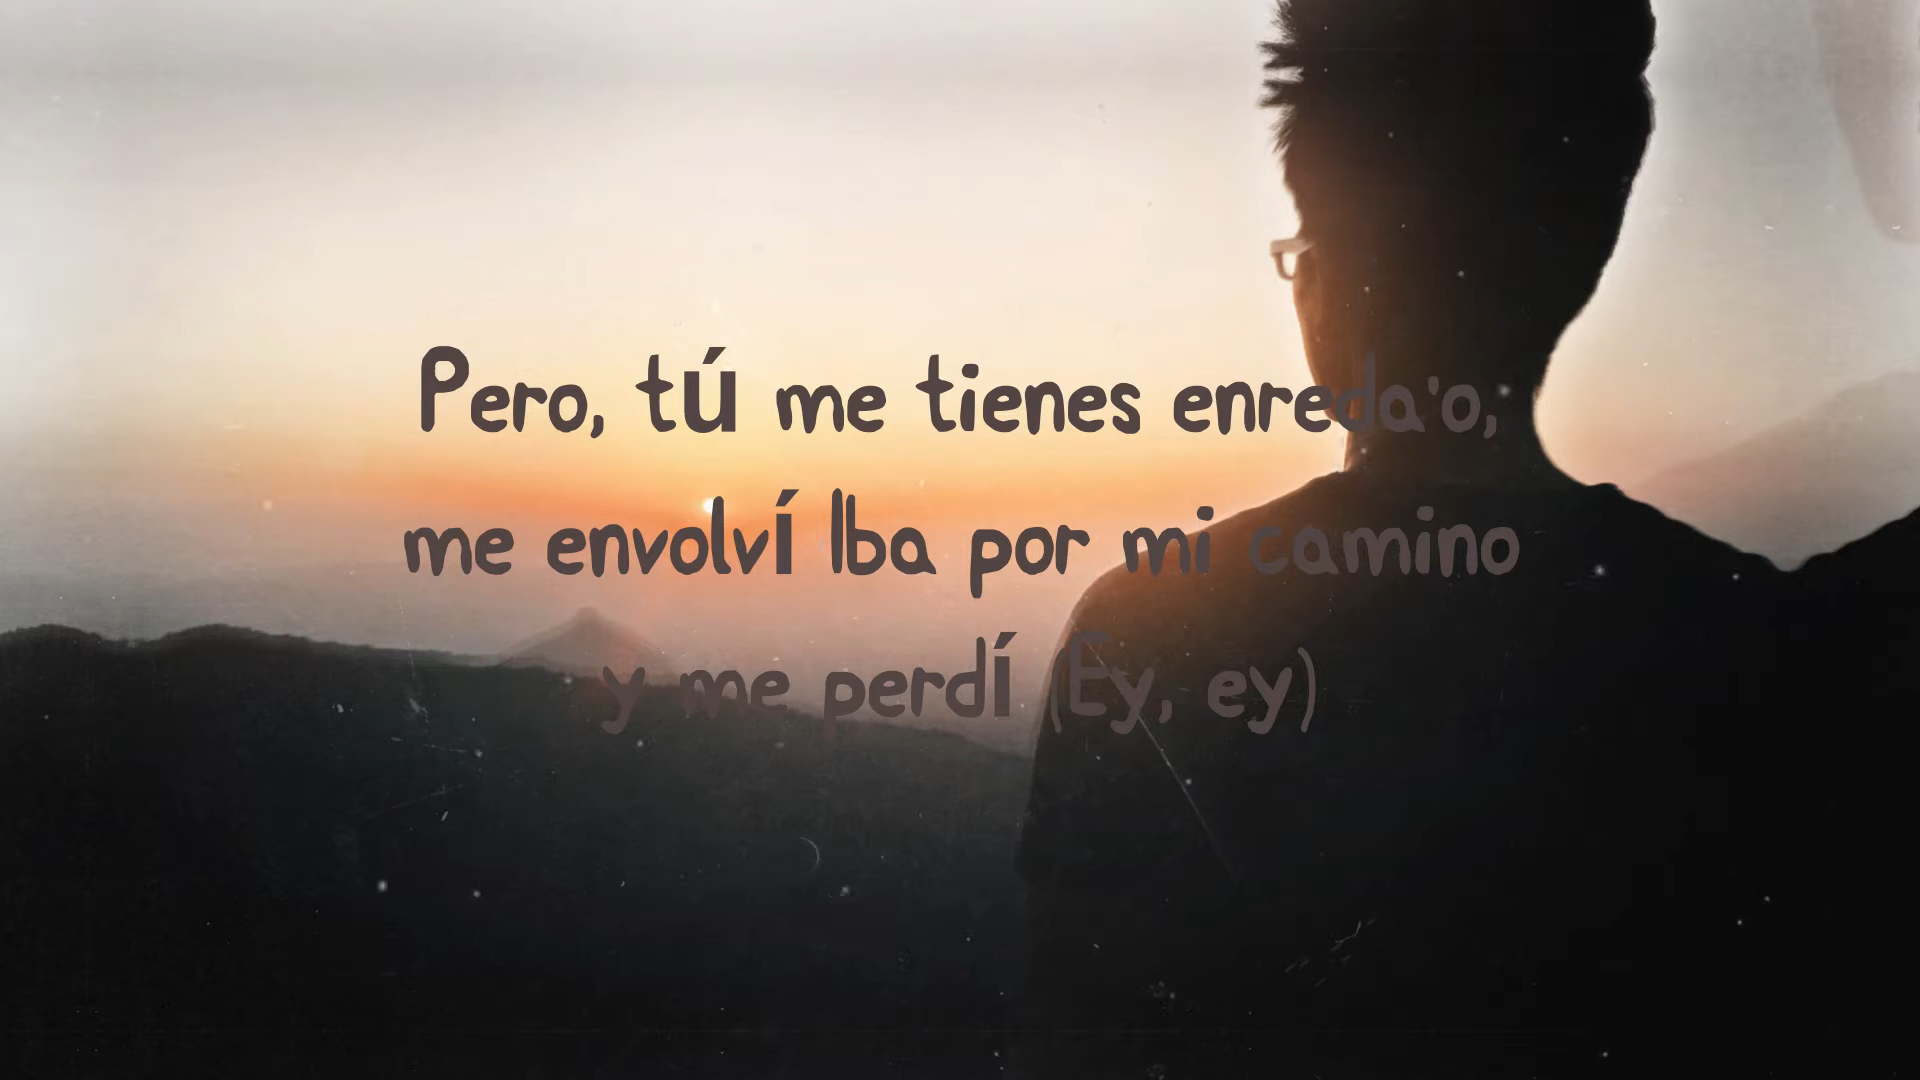 Pero, tú me tienes enreda'o,
me envolví Iba por mi camino
y me perdí (Ey, ey)